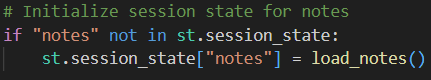 # Initialize session state for notes
if "notes" not in st.session_state:
    st.session_state["notes"] = load_notes()